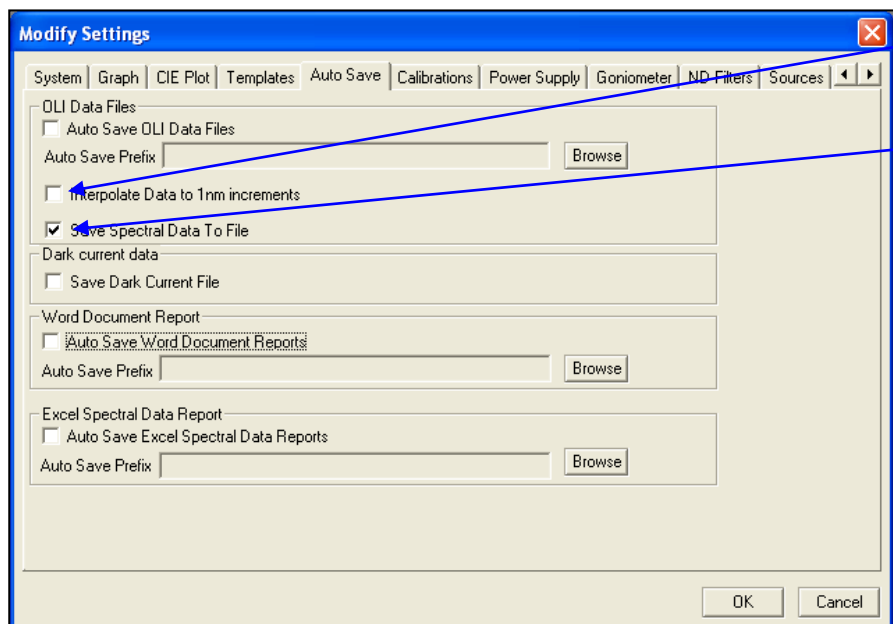 Modify Settings
System Graph CIE Plot Templates Auto Save Calibrations Power Supply Goniometer ND Filters Sources
OLI Data Files
Auto Save OLI Data Files
Auto Save Prefix Browse
Interpolate Data to 1nm increments
Save Spectral Data To File
Dark current data
Save Dark Current File
Word Document Report
Auto Save Word Document Reports
Auto Save Prefix Browse
Excel Spectral Data Report
Auto Save Excel Spectral Data Reports
Auto Save Prefix Browse
OK Cancel